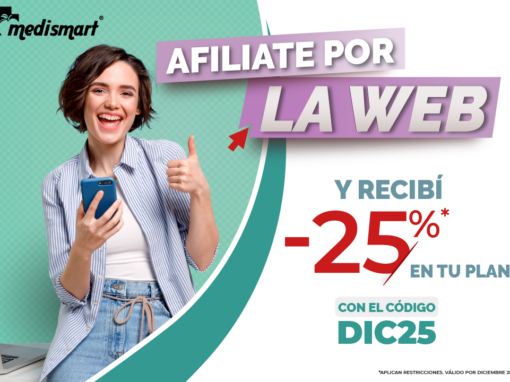 medismart®
AFILIATE POR
LA WEB
Y RECIBÍ
-25%*
EN TU PLAN
CON EL CÓDIGO
DIC25
*APLICAN RESTRICCIONES. VÁLIDO POR DICIEMBRE